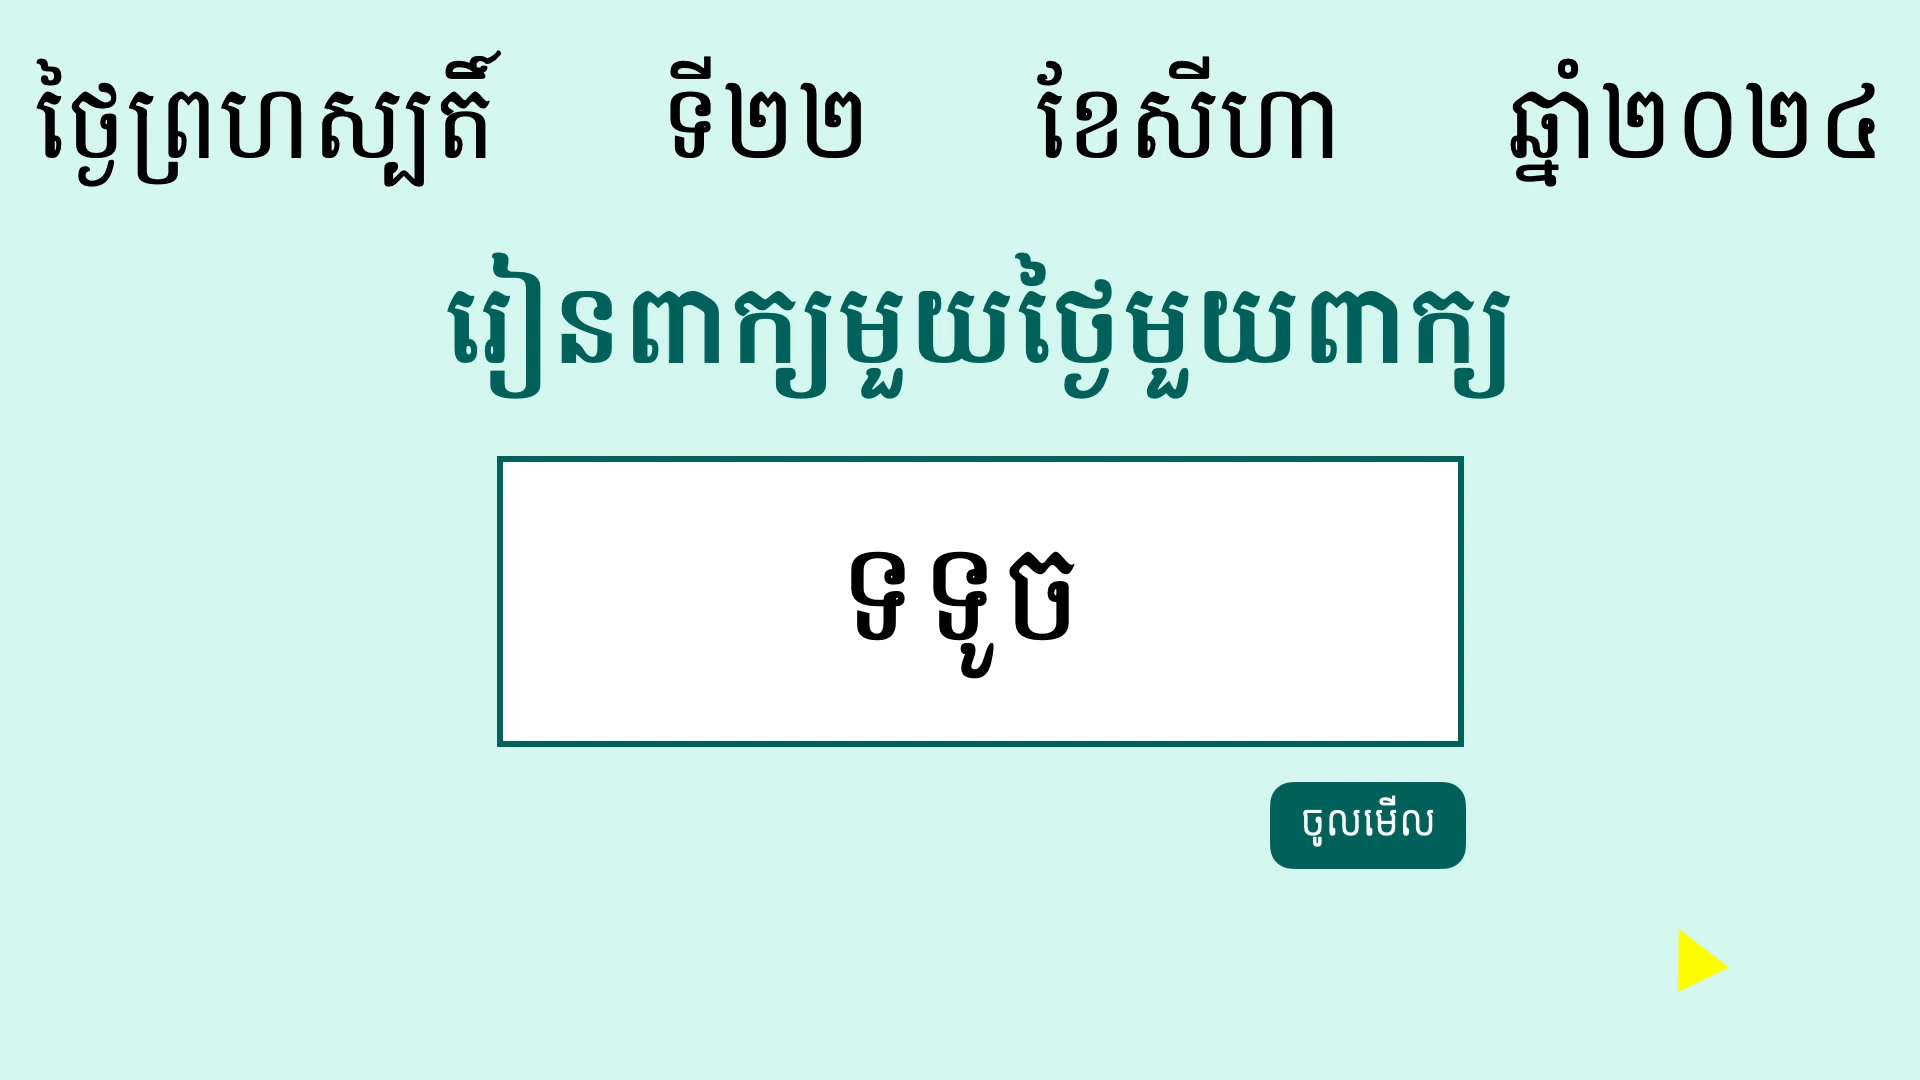 ថ្ងៃព្រហស្បតិ៍ ទី២២ ខែសីហា ឆ្នាំ២០២៤
រៀនពាក្យមួយថ្ងៃមួយពាក្យ
ទទូច
ចូលមើល